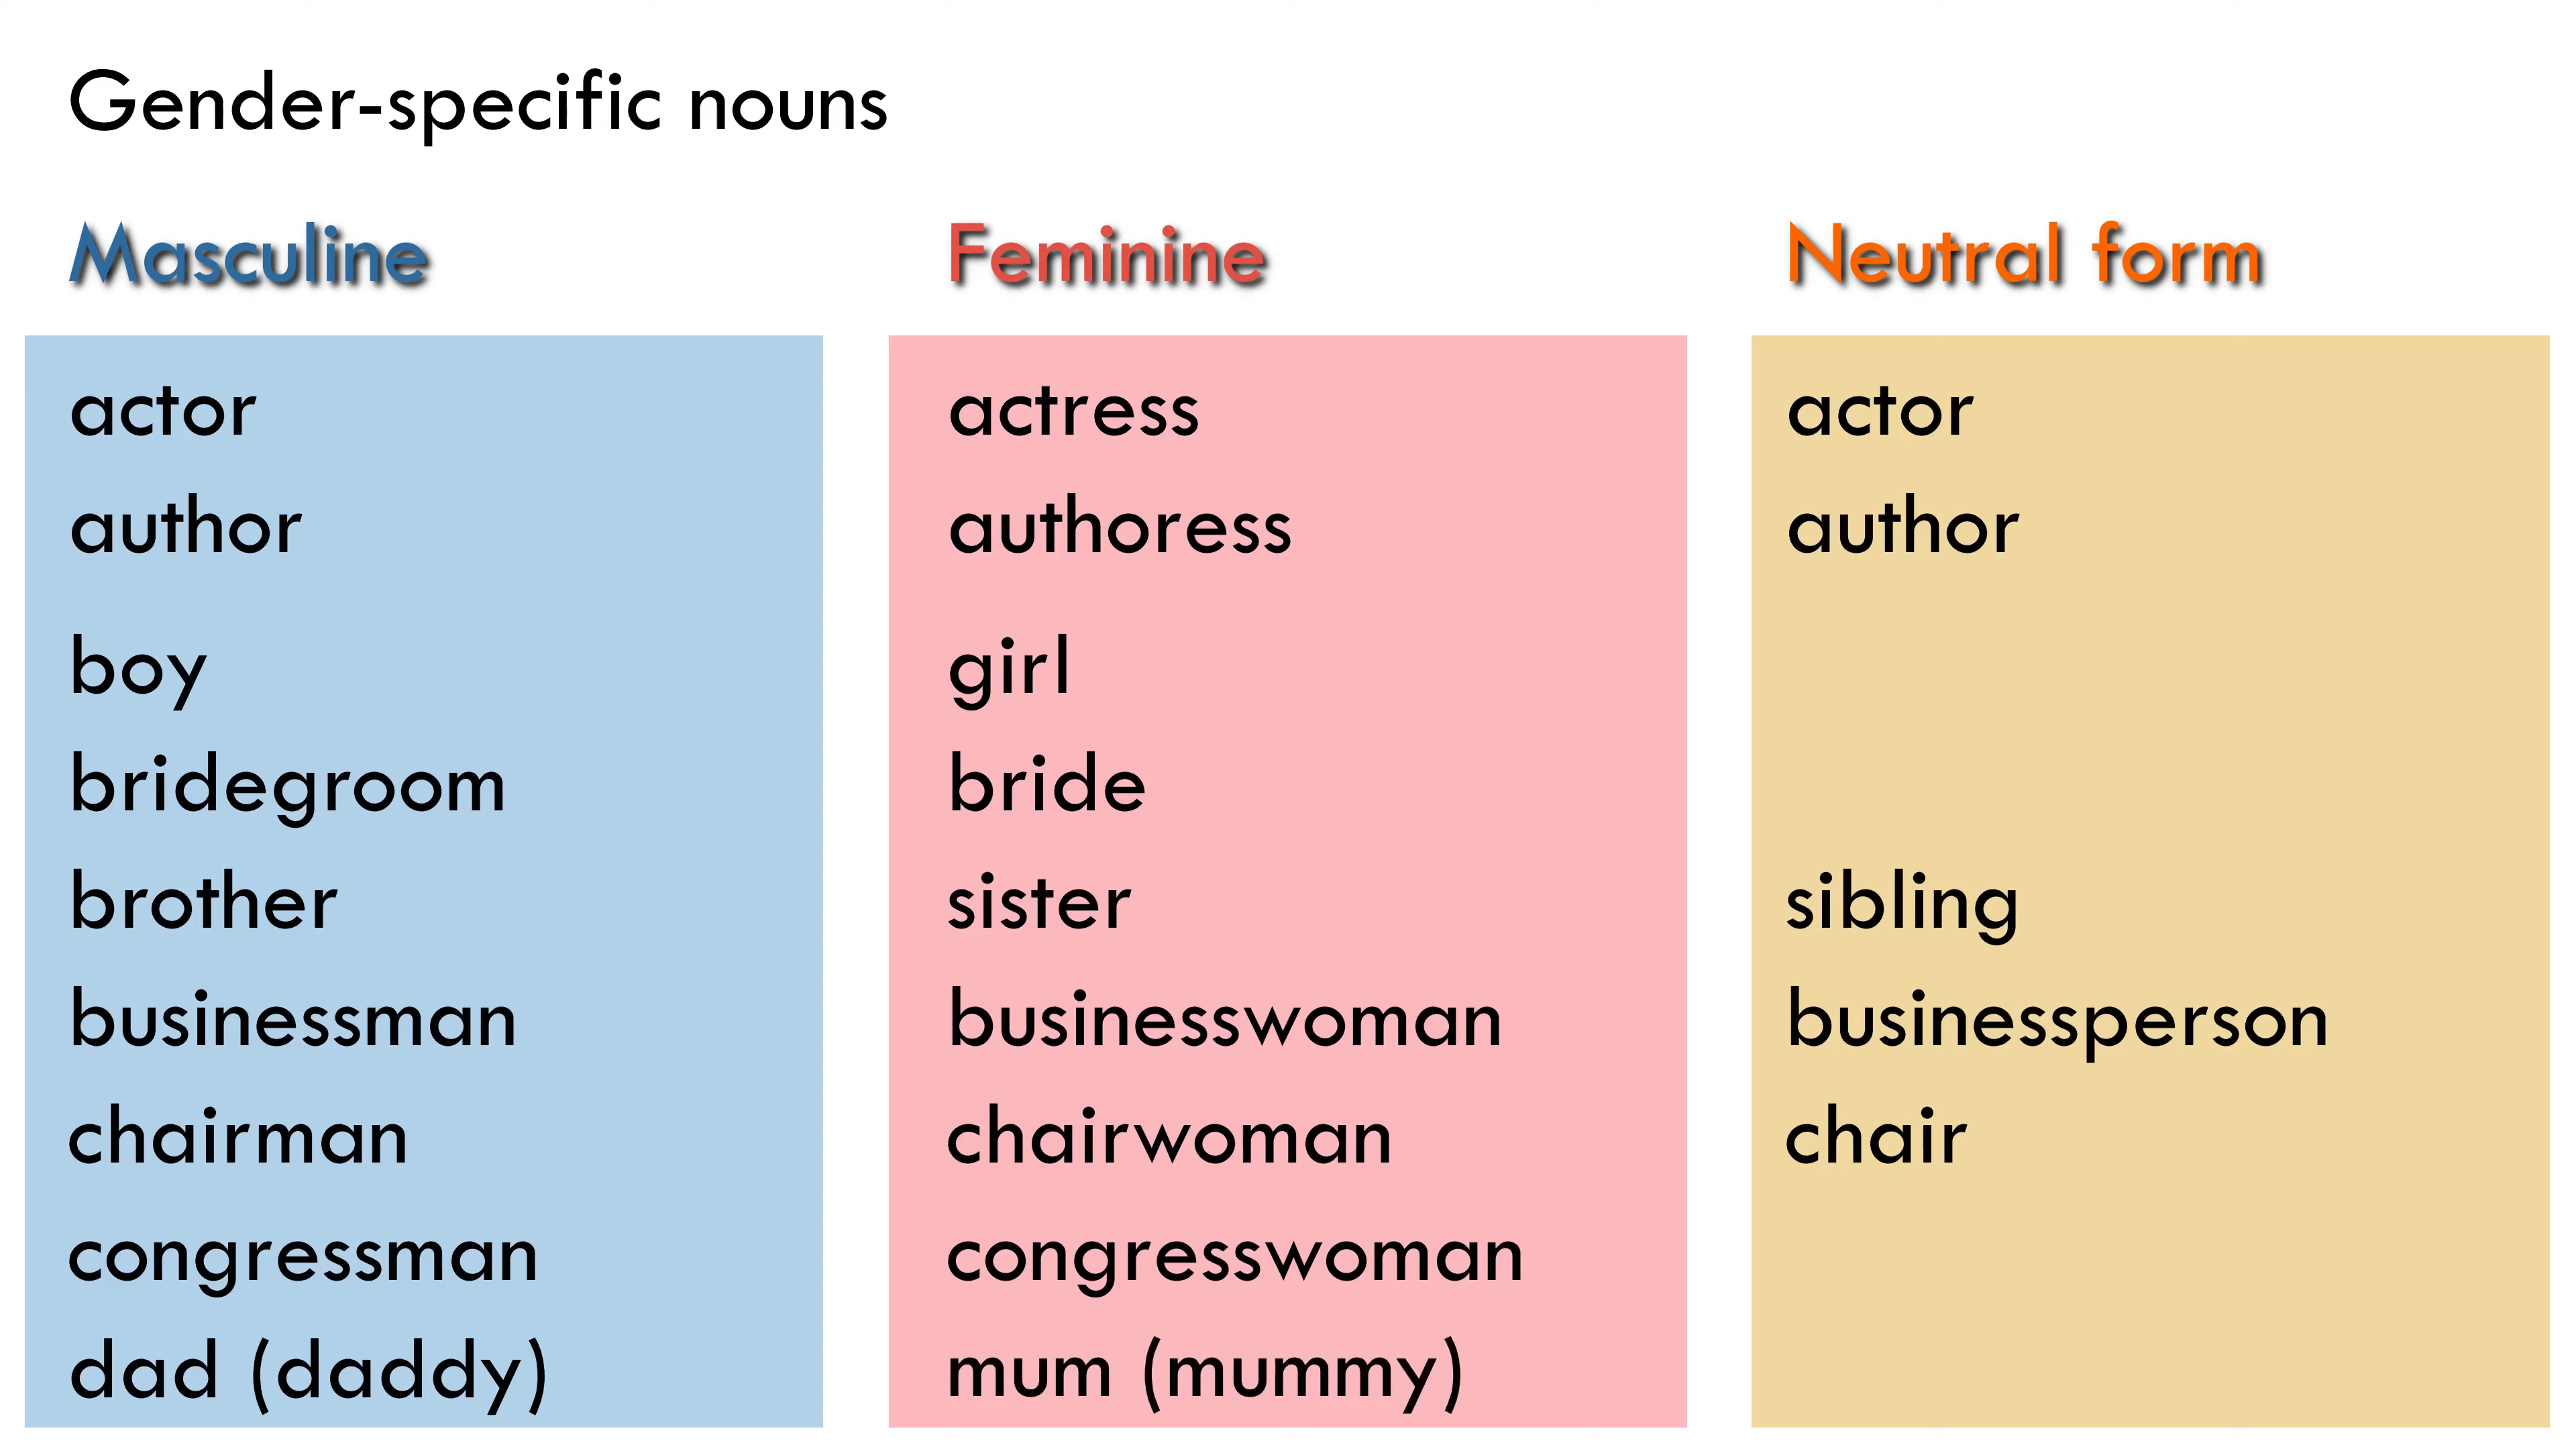 Gender-specific nouns
Masculine Feminine Neutral form
actor actress actor
author authoress author
boy girl
bridegroom bride
brother sister sibling
businessman businesswoman businessperson
chairman chairwoman chair
congressman congresswoman
dad (daddy) mum (mummy)